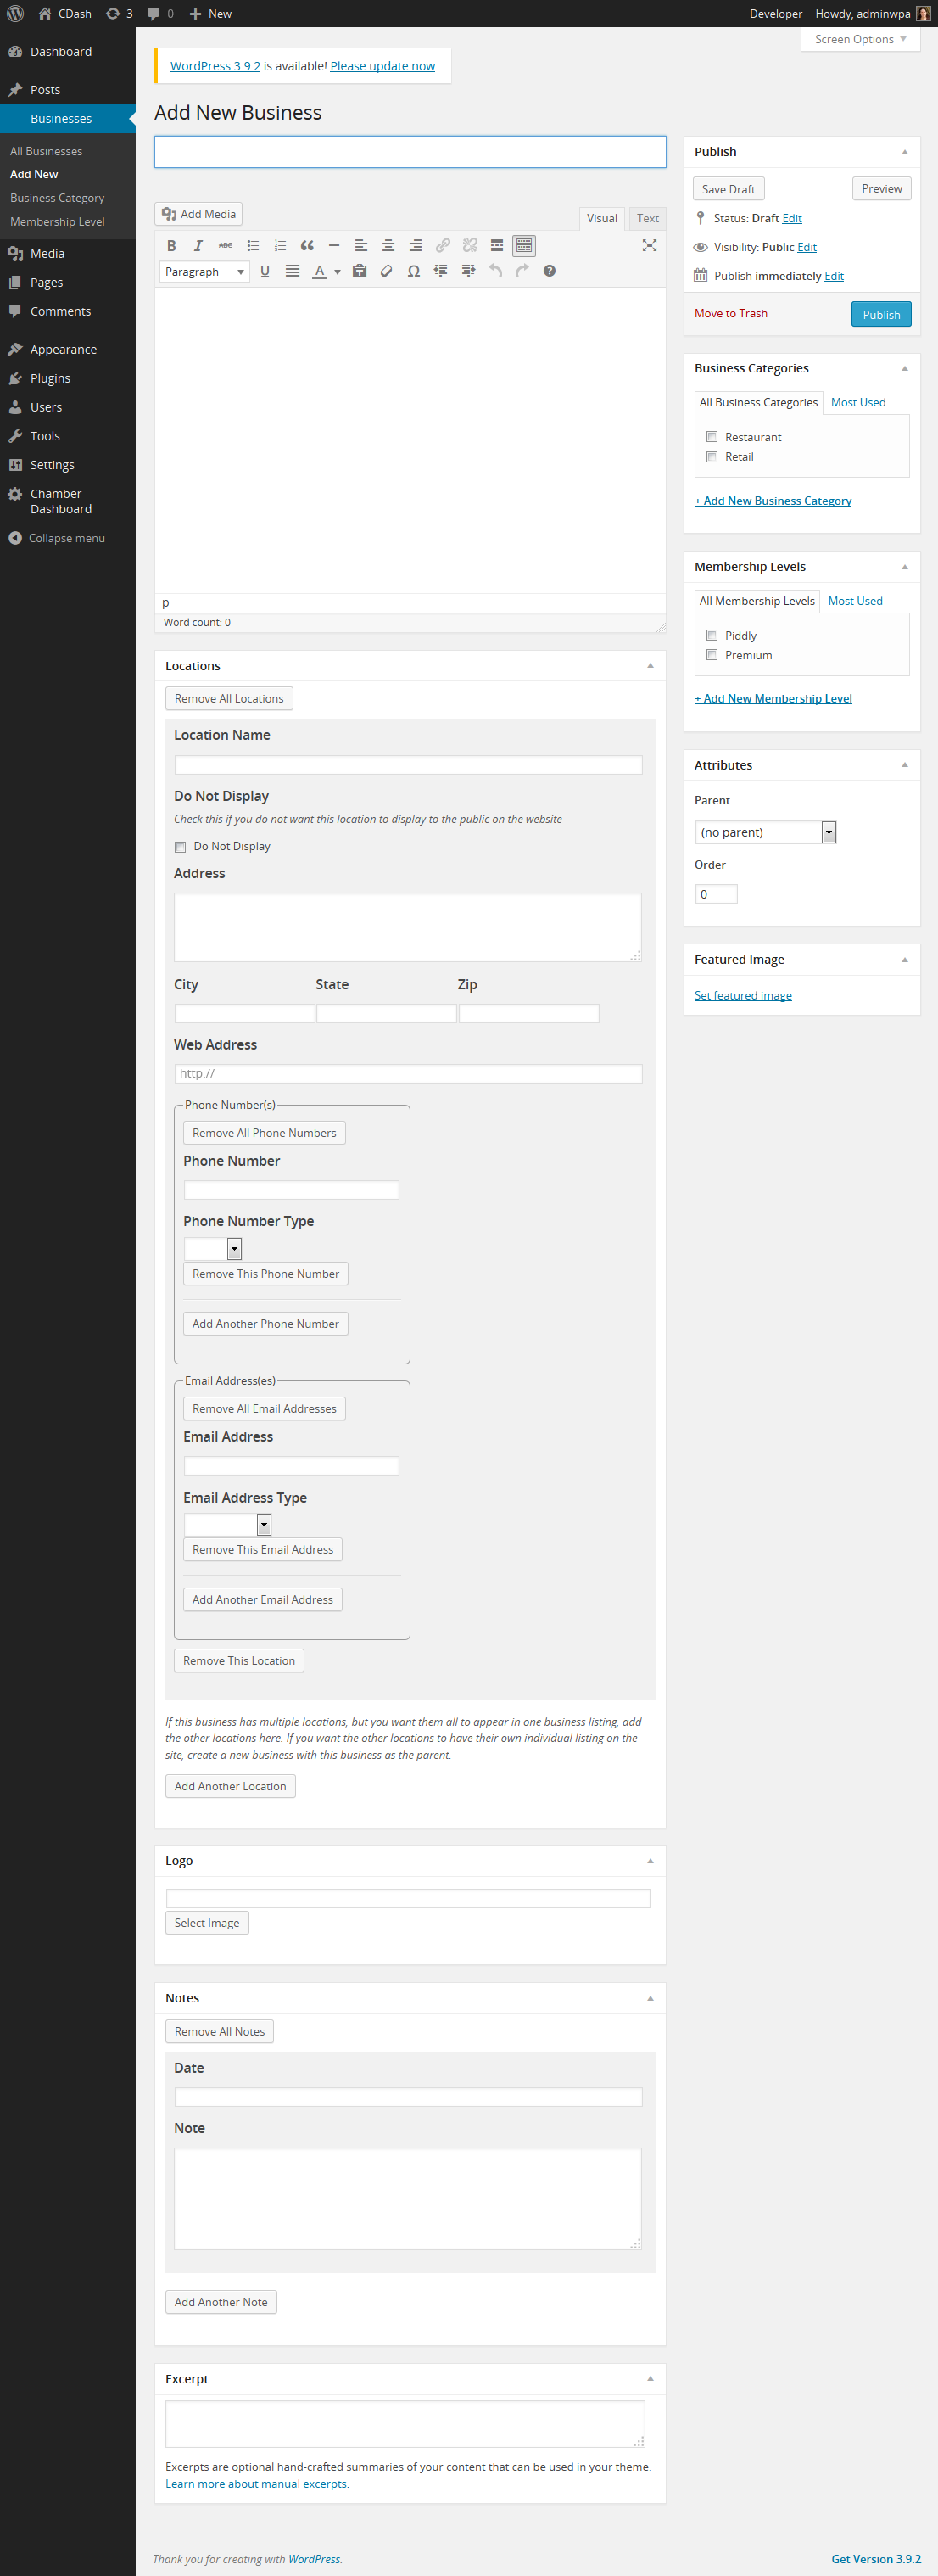 CDash 3 0 New Developer Howdy, adminwpa
Screen Options
Dashboard
Posts
Businesses
All Businesses
Add New
Business Category
Membership Level
Media
Pages
Comments
Appearance
Plugins
Users
Tools
Settings
Chamber
Dashboard
Collapse menu
WordPress 3.9.2 is available! Please update now.
Add New Business
Add Media
Visual Text
B I ABC
Paragraph U A Ω
p
Word count: 0
Locations
Remove All Locations
Location Name
Do Not Display
Check this if you do not want this location to display to the public on the website
Do Not Display
Address
City State Zip
Web Address
http://
Phone Number(s)
Remove All Phone Numbers
Phone Number
Phone Number Type
Remove This Phone Number
Add Another Phone Number
Email Address(es)
Remove All Email Addresses
Email Address
Email Address Type
Remove This Email Address
Add Another Email Address
Remove This Location
If this business has multiple locations, but you want them all to appear in one business listing, add
the other locations here. If you want the other locations to have their own individual listing on the
site, create a new business with this business as the parent.
Add Another Location
Logo
Select Image
Notes
Remove All Notes
Date
Note
Add Another Note
Excerpt
Excerpts are optional hand-crafted summaries of your content that can be used in your theme.
Learn more about manual excerpts.
Publish
Save Draft Preview
Status: Draft Edit
Visibility: Public Edit
Publish immediately Edit
Move to Trash Publish
Business Categories
All Business Categories Most Used
Restaurant
Retail
+ Add New Business Category
Membership Levels
All Membership Levels Most Used
Piddly
Premium
+ Add New Membership Level
Attributes
Parent
(no parent)
Order
0
Featured Image
Set featured image
Thank you for creating with WordPress. Get Version 3.9.2